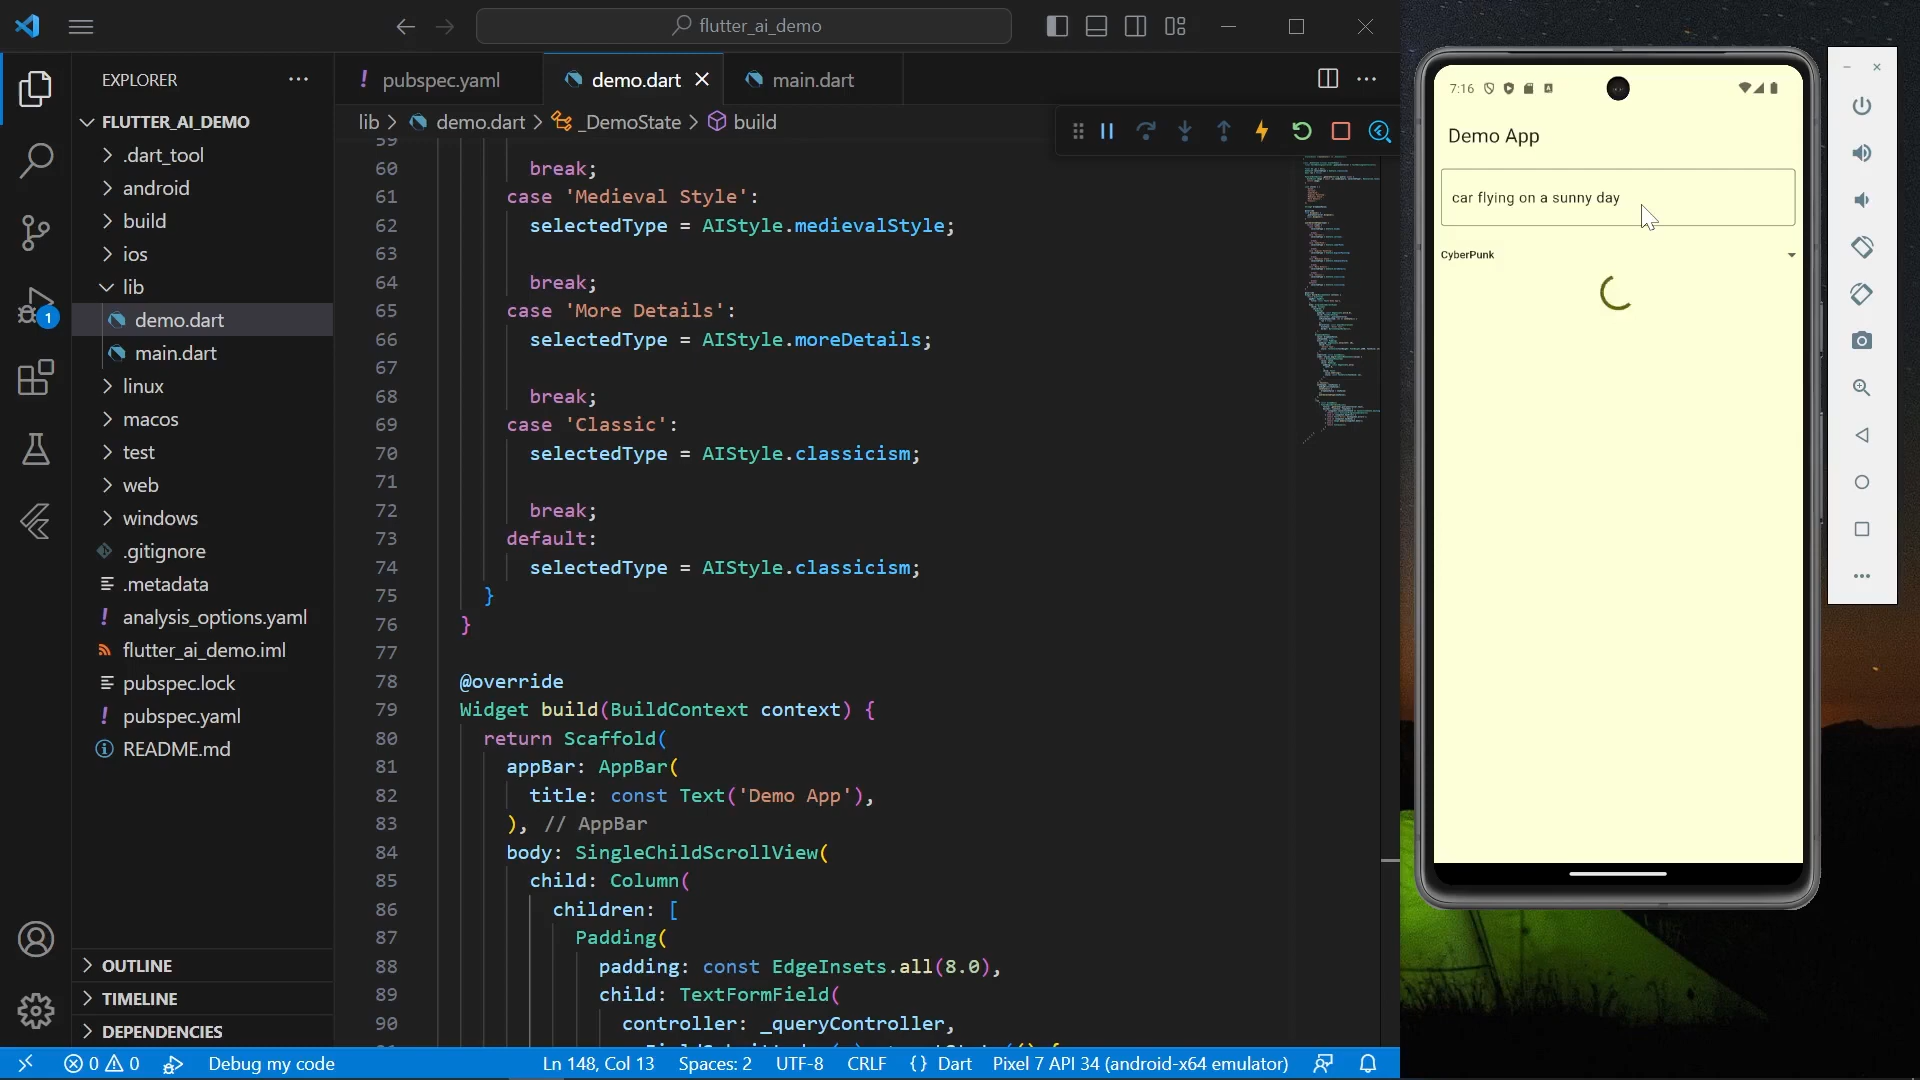 flutter_ai_demo
EXPLORER
FLUTTER_AI_DEMO
.dart_tool
android
build
ios
lib
demo.dart
main.dart
linux
macos
test
web
windows
.gitignore
.metadata
analysis_options.yaml
flutter_ai_demo.iml
pubspec.lock
pubspec.yaml
README.md
OUTLINE
TIMELINE
DEPENDENCIES
1
! pubspec.yaml
demo.dart
main.dart
lib > demo.dart > _DemoState > build
59
60 break;
61 case 'Medieval Style':
62 selectedType = AIStyle.medievalStyle;
63
64 break;
65 case 'More Details':
66 selectedType = AIStyle.moreDetails;
67
68 break;
69 case 'Classic':
70 selectedType = AIStyle.classicism;
71
72 break;
73 default:
74 selectedType = AIStyle.classicism;
75 }
76 }
77
78 @override
79 Widget build(BuildContext context) {
80 return Scaffold(
81 appBar: AppBar(
82 title: const Text('Demo App'),
83 ), // AppBar
84 body: SingleChildScrollView(
85 child: Column(
86 children: [
87 Padding(
88 padding: const EdgeInsets.all(8.0),
89 child: TextFormField(
90 controller: _queryController,
0 0 Debug my code
Ln 148, Col 13 Spaces: 2 UTF-8 CRLF {} Dart Pixel 7 API 34 (android-x64 emulator)
7:16
Demo App
car flying on a sunny day
CyberPunk